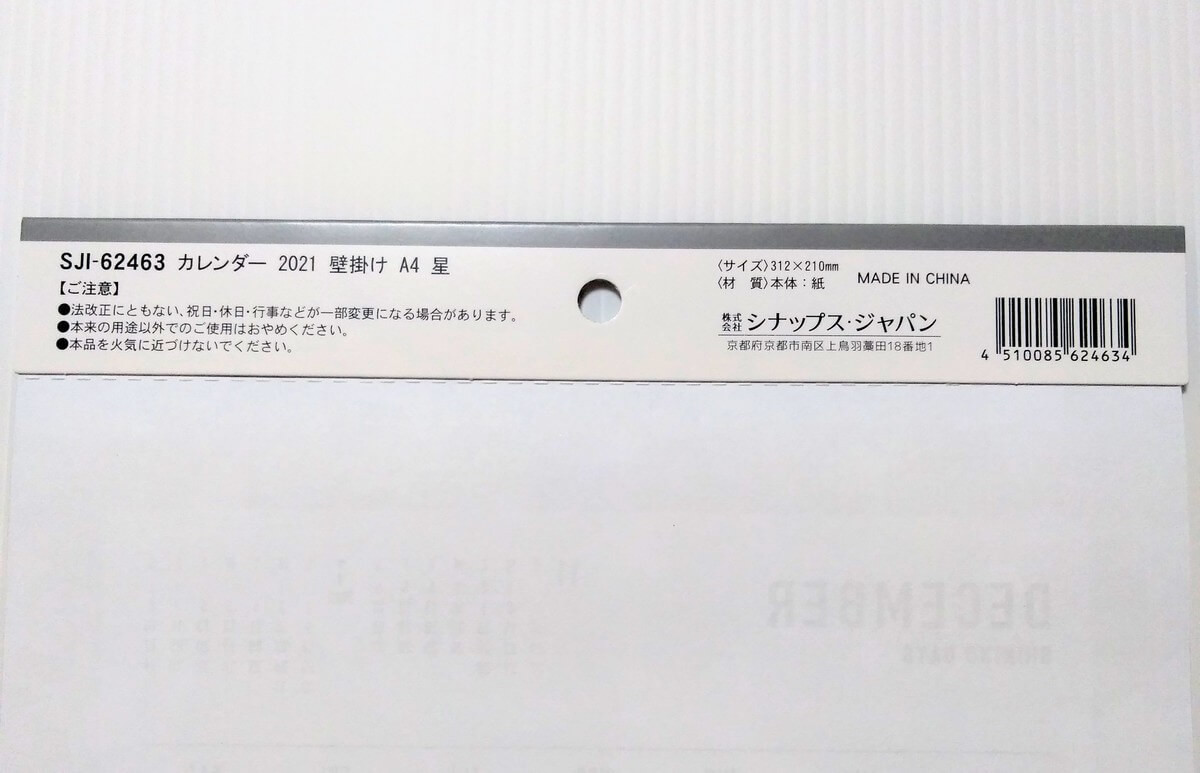 SJI-62463 カレンダー 2021 壁掛け A4 星
【ご注意】
●法改正にともない、祝日・休日・行事などが一部変更になる場合があります。
●本来の用途以外でのご使用はおやめください。
●本品を火気に近づけないでください。
〈サイズ〉312×210mm
〈材 質〉本体：紙
MADE IN CHINA
株式会社 シナップス・ジャパン
京都府京都市南区上鳥羽藁田18番地1
4 510085 624634
DECEMBER